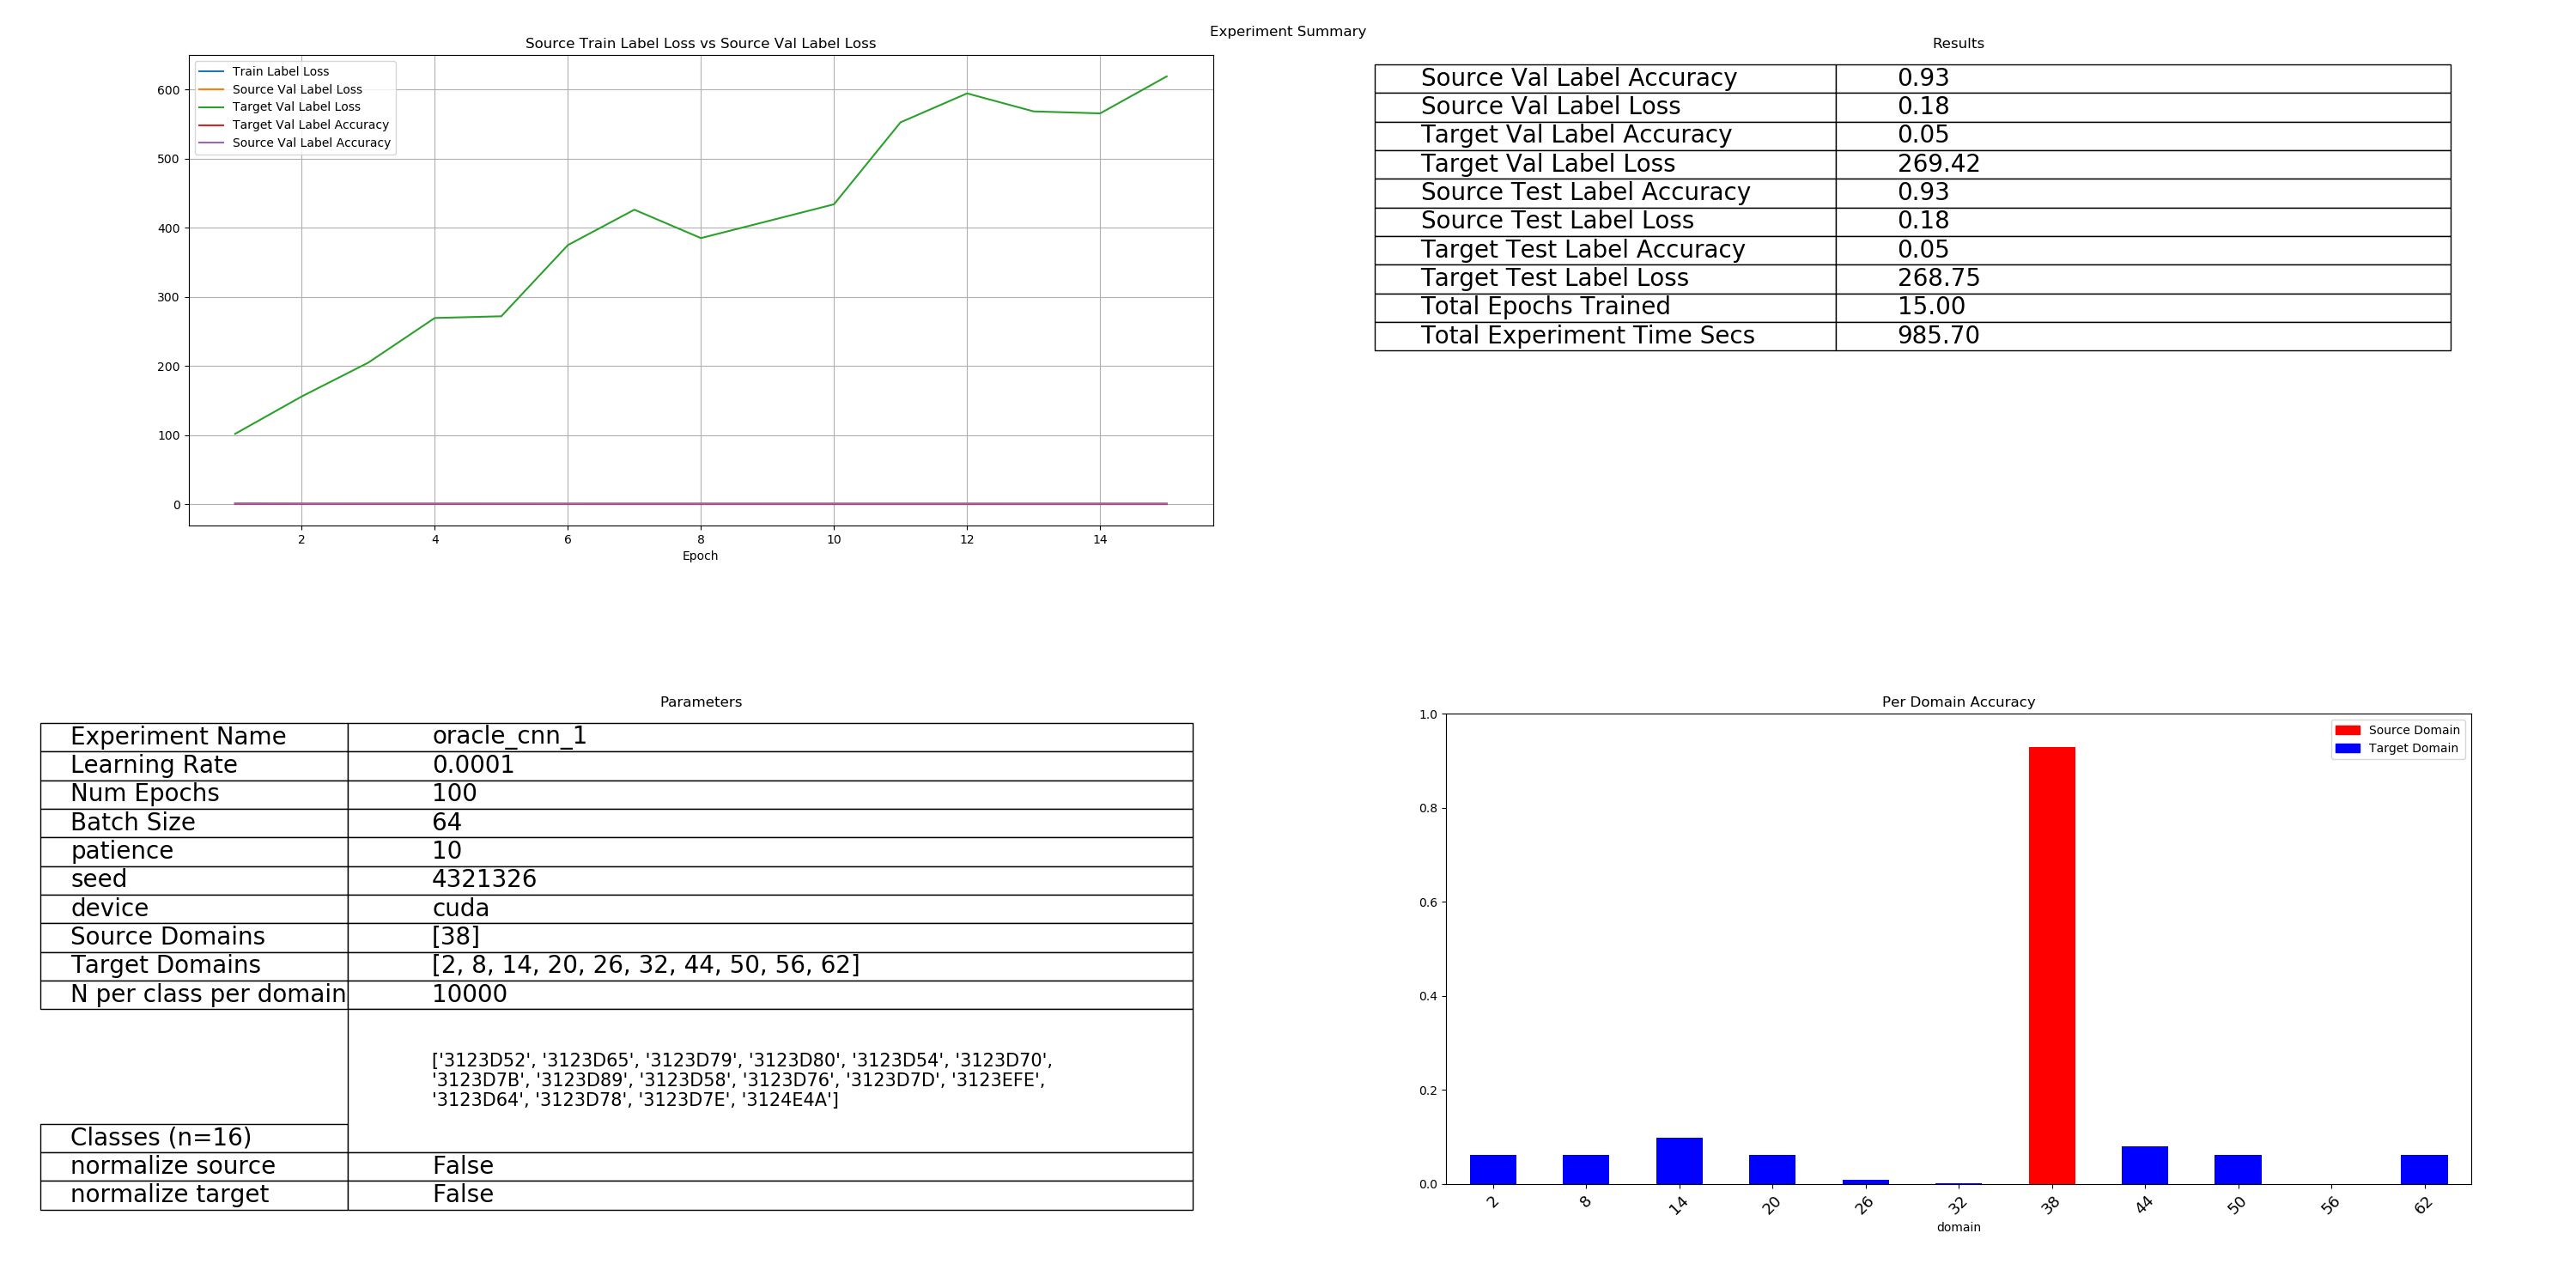 Experiment Summary
Source Train Label Loss vs Source Val Label Loss
Train Label Loss
Source Val Label Loss
Target Val Label Loss
Target Val Label Accuracy
Source Val Label Accuracy
600
500
400
300
200
100
0
2 4 6 8 10 12 14
Epoch
Results
Source Val Label Accuracy 0.93
Source Val Label Loss 0.18
Target Val Label Accuracy 0.05
Target Val Label Loss 269.42
Source Test Label Accuracy 0.93
Source Test Label Loss 0.18
Target Test Label Accuracy 0.05
Target Test Label Loss 268.75
Total Epochs Trained 15.00
Total Experiment Time Secs 985.70
Parameters
Experiment Name oracle_cnn_1
Learning Rate 0.0001
Num Epochs 100
Batch Size 64
patience 10
seed 4321326
device cuda
Source Domains [38]
Target Domains [2, 8, 14, 20, 26, 32, 44, 50, 56, 62]
N per class per domain 10000
['3123D52', '3123D65', '3123D79', '3123D80', '3123D54', '3123D70',
'3123D7B', '3123D89', '3123D58', '3123D76', '3123D7D', '3123EFE',
'3123D64', '3123D78', '3123D7E', '3124E4A']
Classes (n=16)
normalize source False
normalize target False
Per Domain Accuracy
Source Domain
Target Domain
1.0
0.8
0.6
0.4
0.2
0.0
2 8 14 20 26 32 38 44 50 56 62
domain